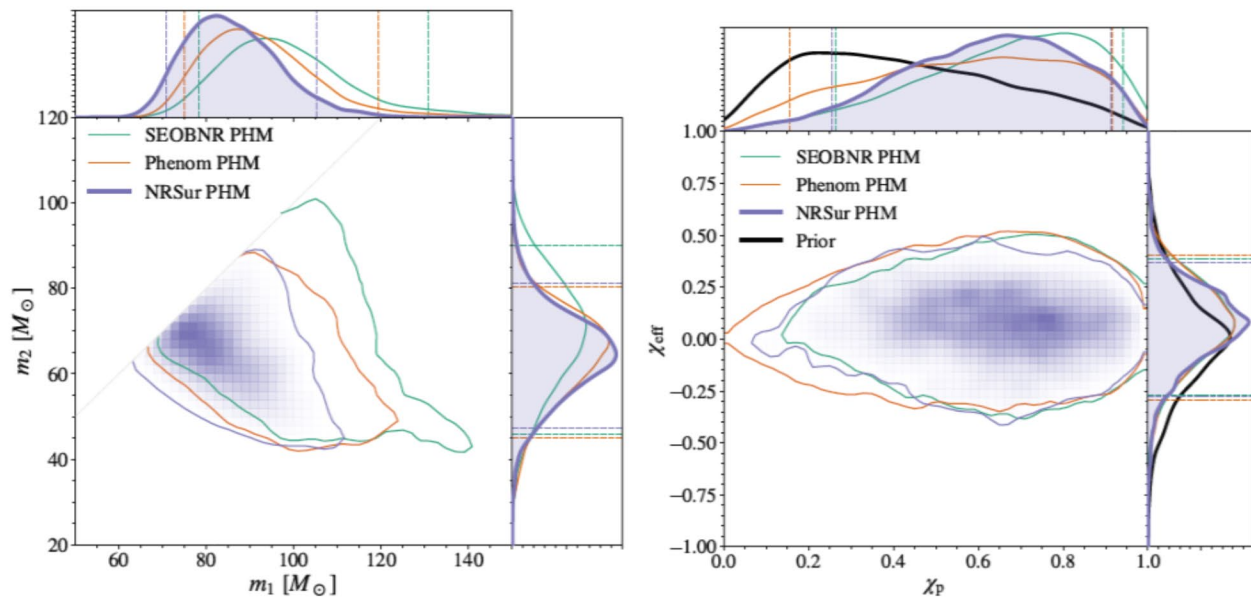 SEOBNR PHM
Phenom PHM
NRSur PHM
120
100
80
60
40
20
m₂ [M⊙]
60
80
100
120
140
m₁ [M⊙]
SEOBNR PHM
Phenom PHM
NRSur PHM
Prior
1.00
0.75
0.50
0.25
0.00
−0.25
−0.50
−0.75
−1.00
χeff
0.0
0.2
0.4
0.6
0.8
1.0
χp